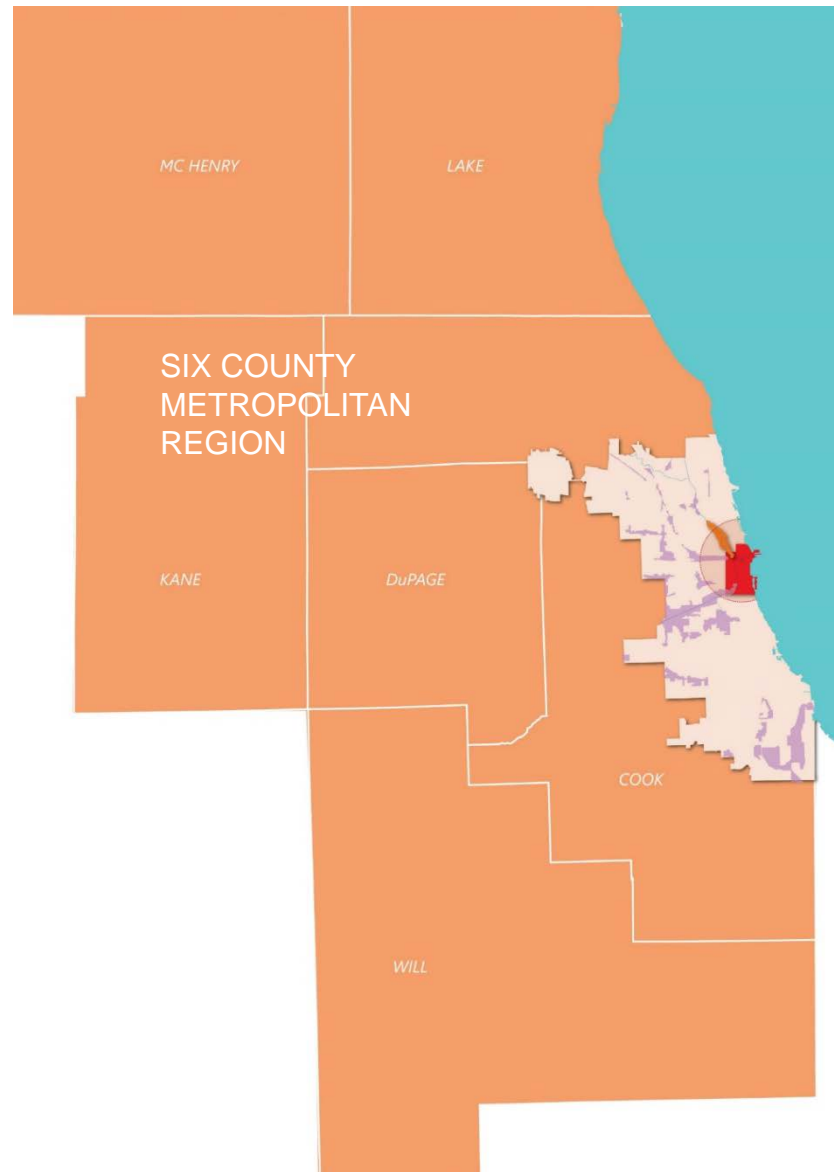 MC HENRY
LAKE
SIX COUNTY
METROPOLITAN
REGION
KANE
DuPAGE
COOK
WILL